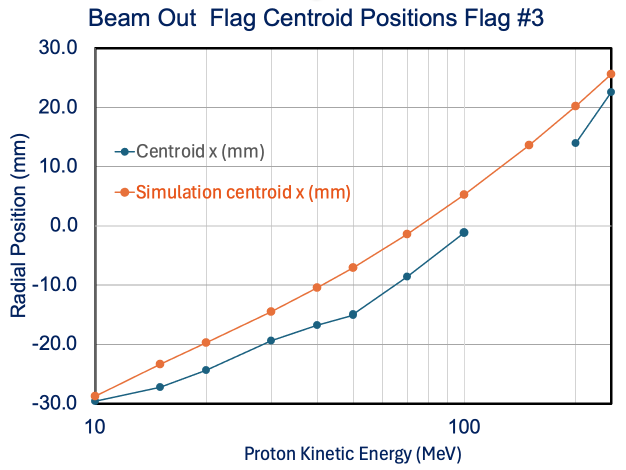 Beam Out  Flag Centroid Positions Flag #3
30.0
20.0
10.0
0.0
-10.0
-20.0
-30.0
Radial Position (mm)
Centroid x (mm)
Simulation centroid x (mm)
10
100
Proton Kinetic Energy (MeV)